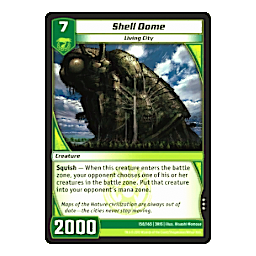 Shell Dome
7
Living City
Creature
Squish — When this creature enters the battle
zone, your opponent chooses one of his or her
creatures in the battle zone. Put that creature
into your opponent's mana zone.
Maps of the Nature civilization are always out of
date - the cities never stop moving.
2000